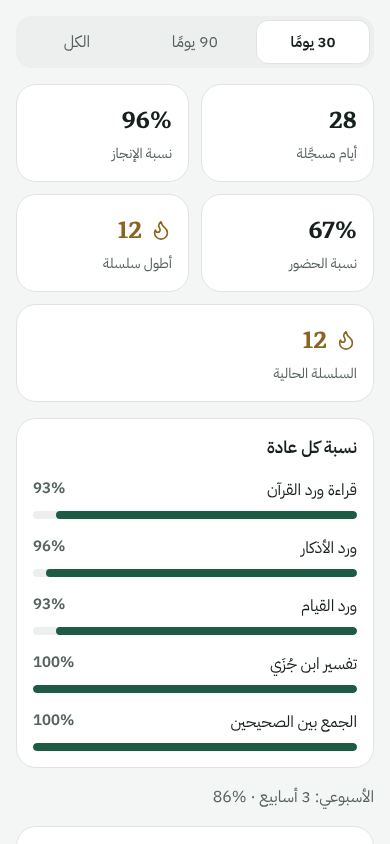 30 يومًا
90 يومًا
الكل
28
أيام مسجَّلة
96%
نسبة الإنجاز
67%
نسبة الحضور
12
أطول سلسلة
12
السلسلة الحالية
نسبة كل عادة
قراءة ورد القرآن 93%
ورد الأذكار 96%
ورد القيام 93%
تفسير ابن جُزَي 100%
الجمع بين الصحيحين 100%
الأسبوعي: 3 أسابيع · 86%